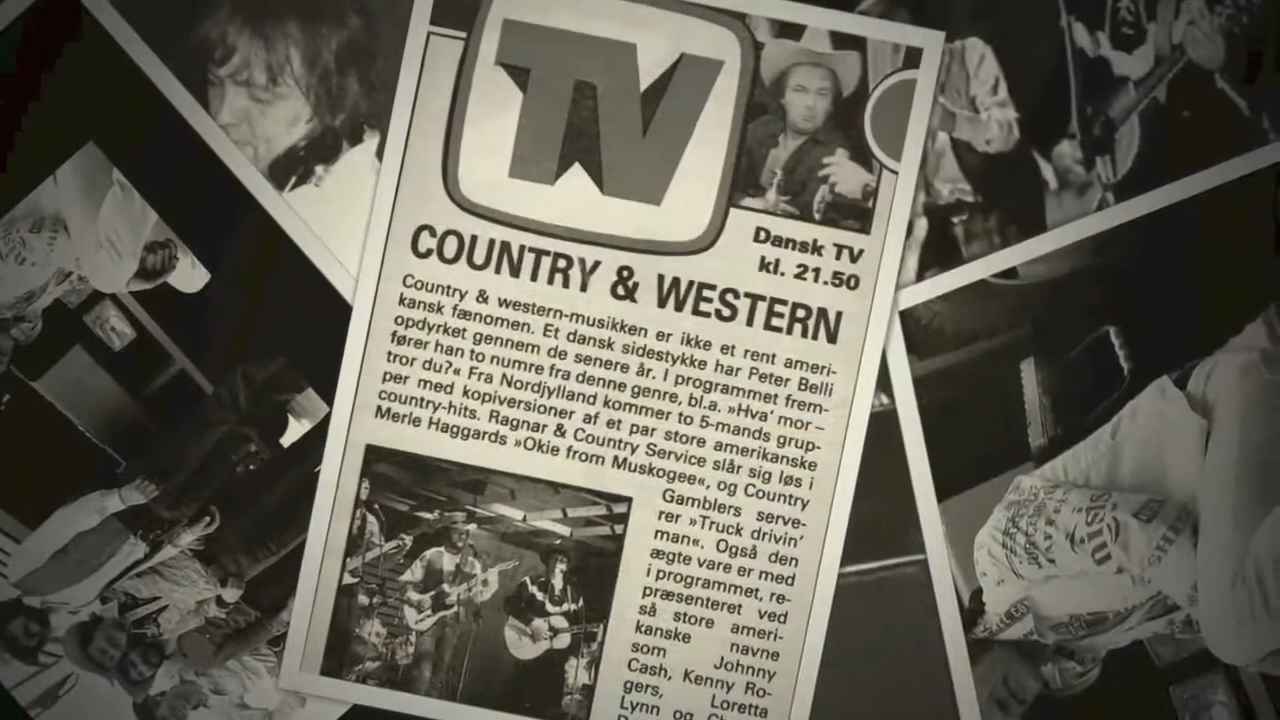 TV
Dansk TV
kl. 21.50
COUNTRY & WESTERN
Country & western-musikken er ikke et rent ameri-
kansk fænomen. Et dansk sidestykke har Peter Belli
opdyrket gennem de senere år. I programmet frem-
fører han to numre fra denne genre, bl.a. »Hva' mor –
tror du?« Fra Nordjylland kommer to 5-mands grup-
per med kopiversioner af et par store amerikanske
country-hits. Ragnar & Country Service slår sig løs i
Merle Haggards »Okie from Muskogee«, og Country
Gamblers serve-
rer »Truck drivin'
man«. Også den
ægte vare er med
i programmet, re-
præsenteret ved
så store ameri-
kanske navne
som Johnny
Cash, Kenny Ro-
gers, Loretta
Lynn og
SISU